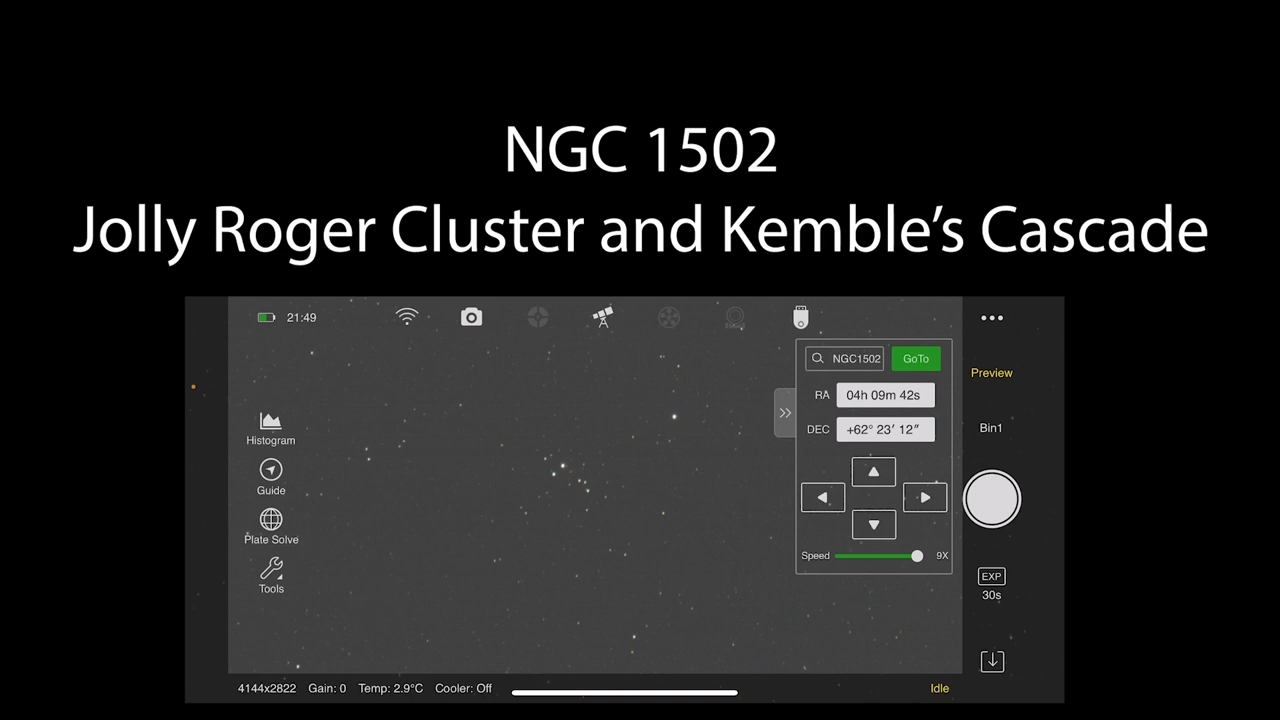 NGC 1502
Jolly Roger Cluster and Kemble's Cascade
21:49
NGC1502 GoTo
RA 04h 09m 42s
DEC +62° 23′ 12″
Speed 9X
Histogram
Guide
Plate Solve
Tools
Preview
Bin1
EXP
30s
4144x2822 Gain: 0 Temp: 2.9°C Cooler: Off Idle